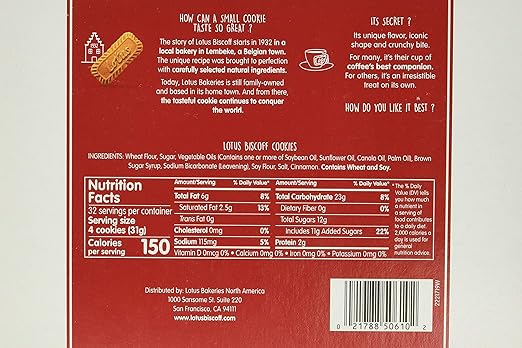 HOW CAN A SMALL COOKIE
TASTE SO GREAT ?
1932
LOTUS
The story of Lotus Biscoff starts in 1932 in a
local bakery in Lembeke, a Belgian town.
The unique recipe was brought to perfection
with carefully selected natural ingredients.
Today, Lotus Bakeries is still family-owned
and based in its home town. And from there,
the tasteful cookie continues to conquer
the world.
ITS SECRET ?
Its unique flavor, iconic
shape and crunchy bite.
For many, it's their cup of
coffee's best companion.
For others, it's an irresistible
treat on its own.
HOW DO YOU LIKE IT BEST ?
LOTUS BISCOFF COOKIES
INGREDIENTS: Wheat Flour, Sugar, Vegetable Oils (Contains one or more of Soybean Oil, Sunflower Oil, Canola Oil, Palm Oil), Brown
Sugar Syrup, Sodium Bicarbonate (Leavening), Soy Flour, Salt, Cinnamon. Contains Wheat and Soy.
Nutrition
Facts
32 servings per container
Serving size
4 cookies (31g)
Calories
per serving
150
Amount/Serving % Daily Value*
Total Fat 6g 8%
Saturated Fat 2.5g 13%
Trans Fat 0g
Cholesterol 0mg 0%
Sodium 115mg 5%
Amount/Serving % Daily Value*
Total Carbohydrate 23g 8%
Dietary Fiber 0g 0%
Total Sugars 12g
Includes 11g Added Sugars 22%
Protein 2g
Vitamin D 0mcg 0% • Calcium 0mg 0% • Iron 0mg 0% • Potassium 0mg 0%
* The % Daily
Value (DV) tells
you how much
a nutrient in
a serving of
food contributes
to a daily diet.
2,000 calories a
day is used for
general nutrition
advice.
Distributed by: Lotus Bakeries North America
1000 Sansome St. Suite 220
San Francisco, CA 94111
www.lotusbiscoff.com
0 21788 50610 2